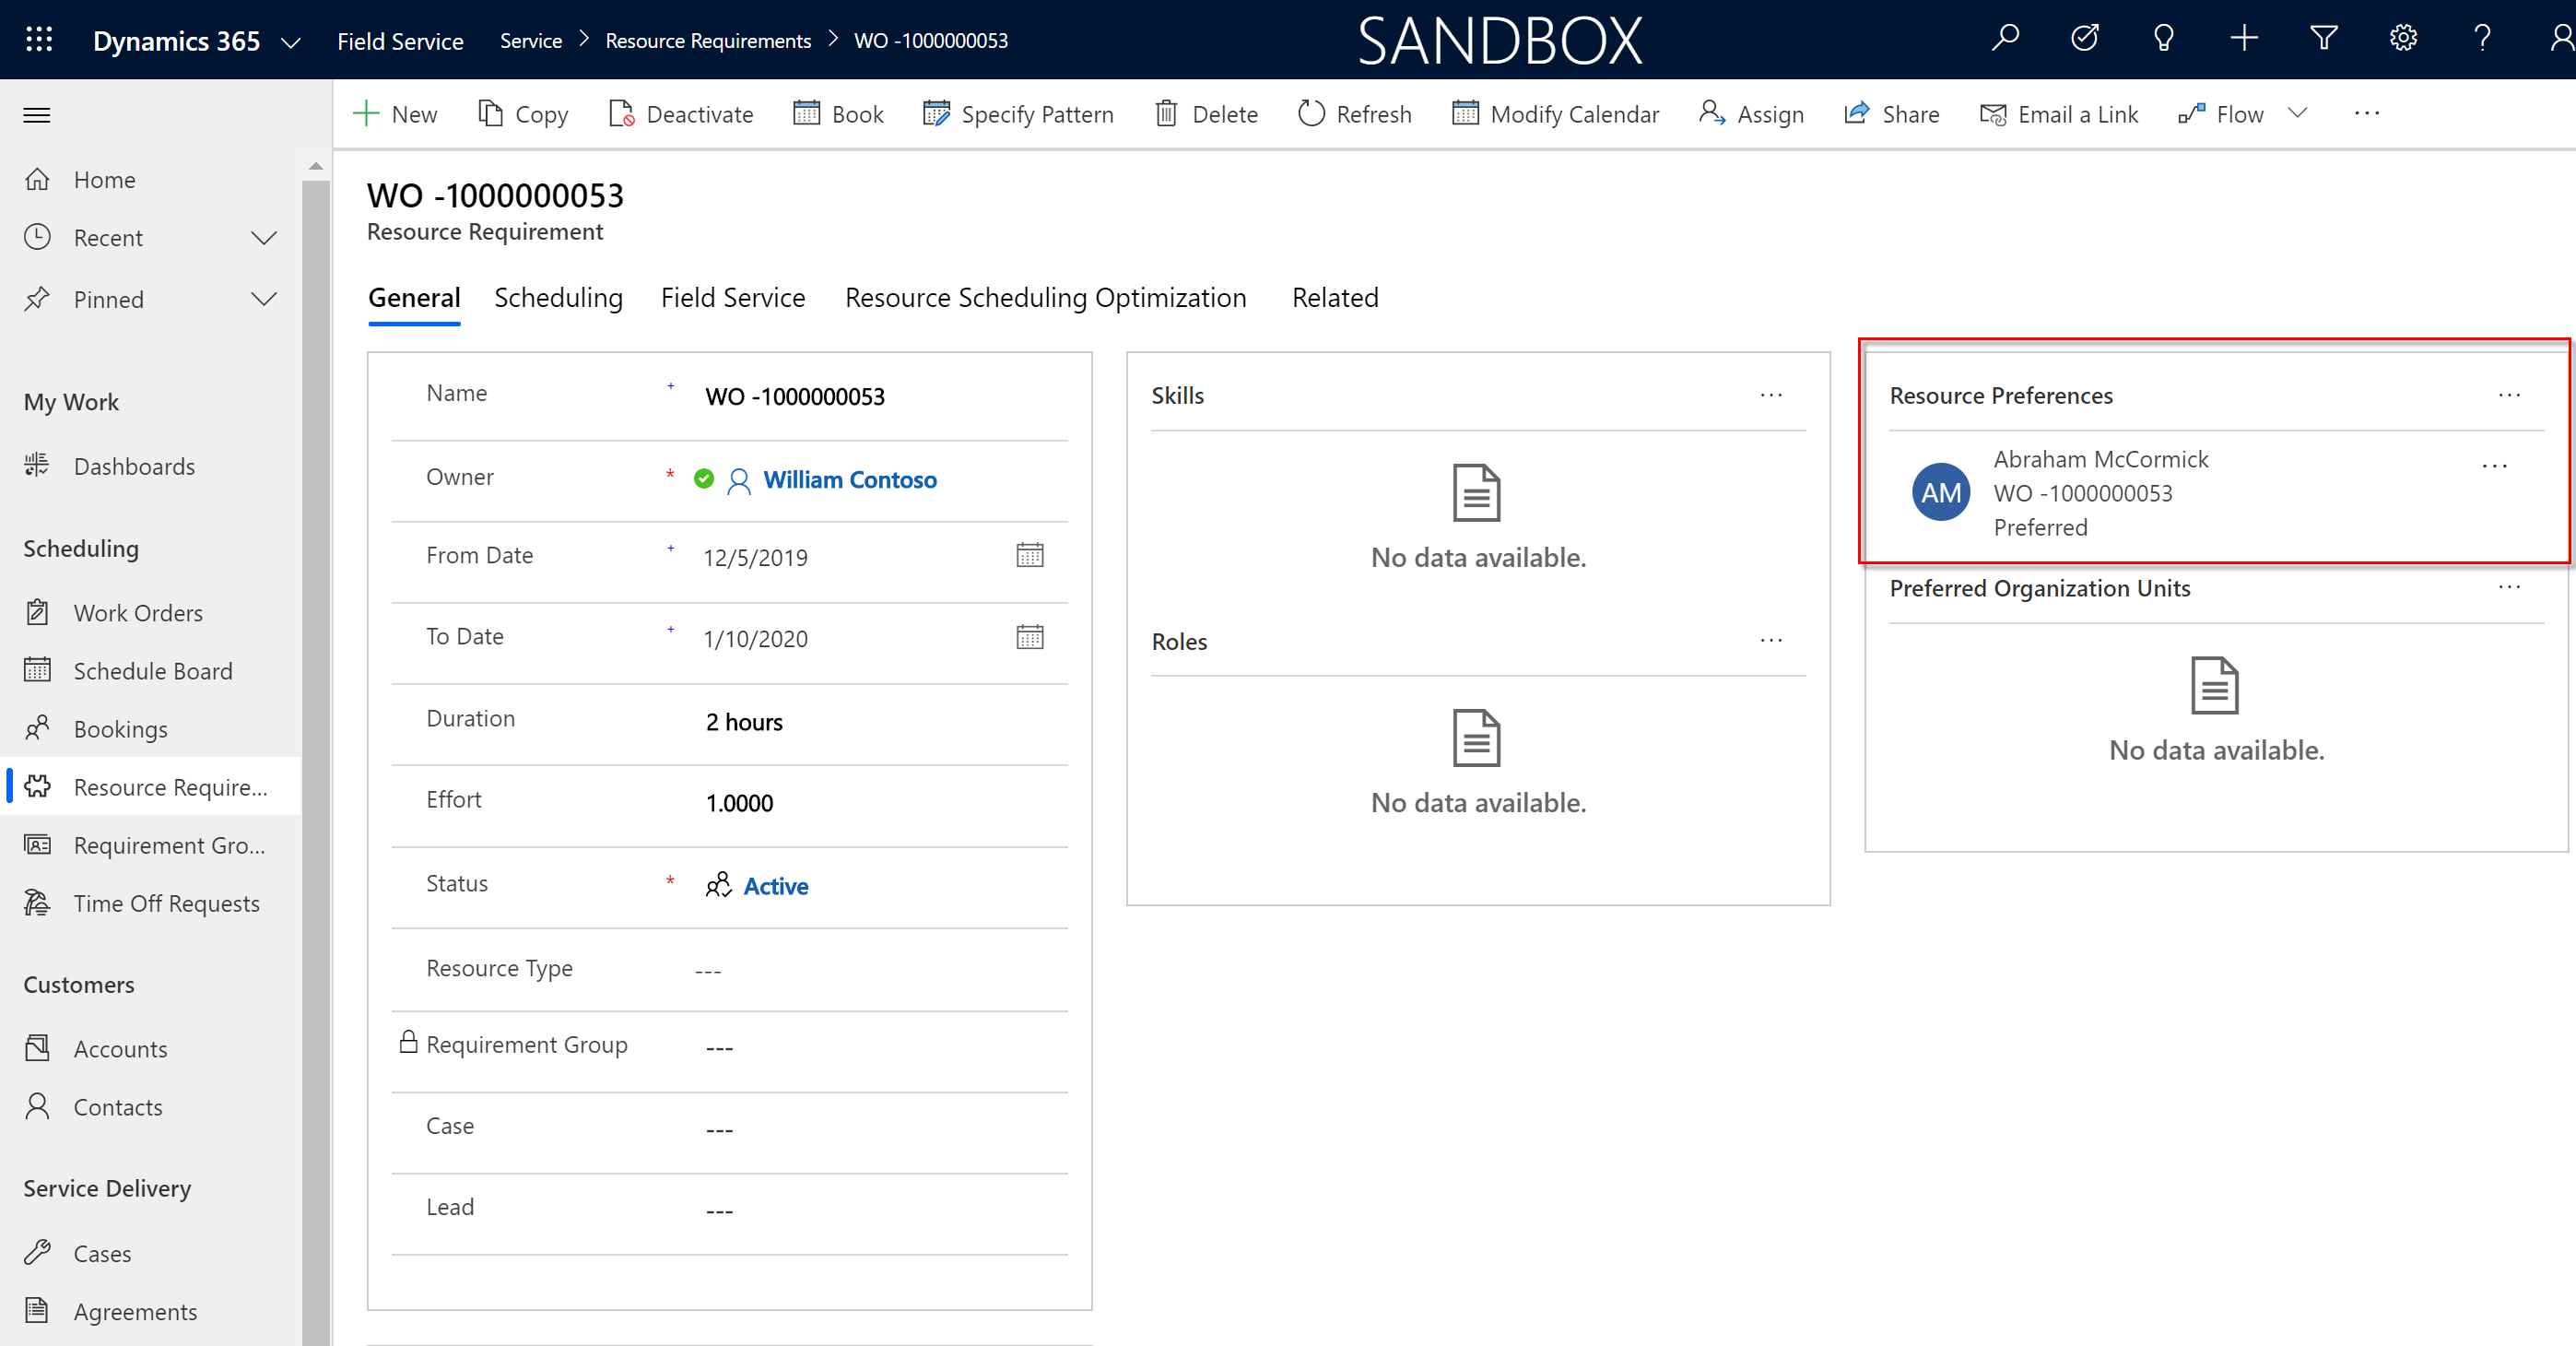 Dynamics 365
Field Service
Service > Resource Requirements > WO -1000000053
SANDBOX
New
Copy
Deactivate
Book
Specify Pattern
Delete
Refresh
Modify Calendar
Assign
Share
Email a Link
Flow
Home
Recent
Pinned
My Work
Dashboards
Scheduling
Work Orders
Schedule Board
Bookings
Resource Require...
Requirement Gro...
Time Off Requests
Customers
Accounts
Contacts
Service Delivery
Cases
Agreements
WO -1000000053
Resource Requirement
General
Scheduling
Field Service
Resource Scheduling Optimization
Related
Name + WO -1000000053
Owner * William Contoso
From Date + 12/5/2019
To Date + 1/10/2020
Duration 2 hours
Effort 1.0000
Status * Active
Resource Type ---
Requirement Group ---
Case ---
Lead ---
Skills
No data available.
Roles
No data available.
Resource Preferences
AM
Abraham McCormick
WO -1000000053
Preferred
Preferred Organization Units
No data available.